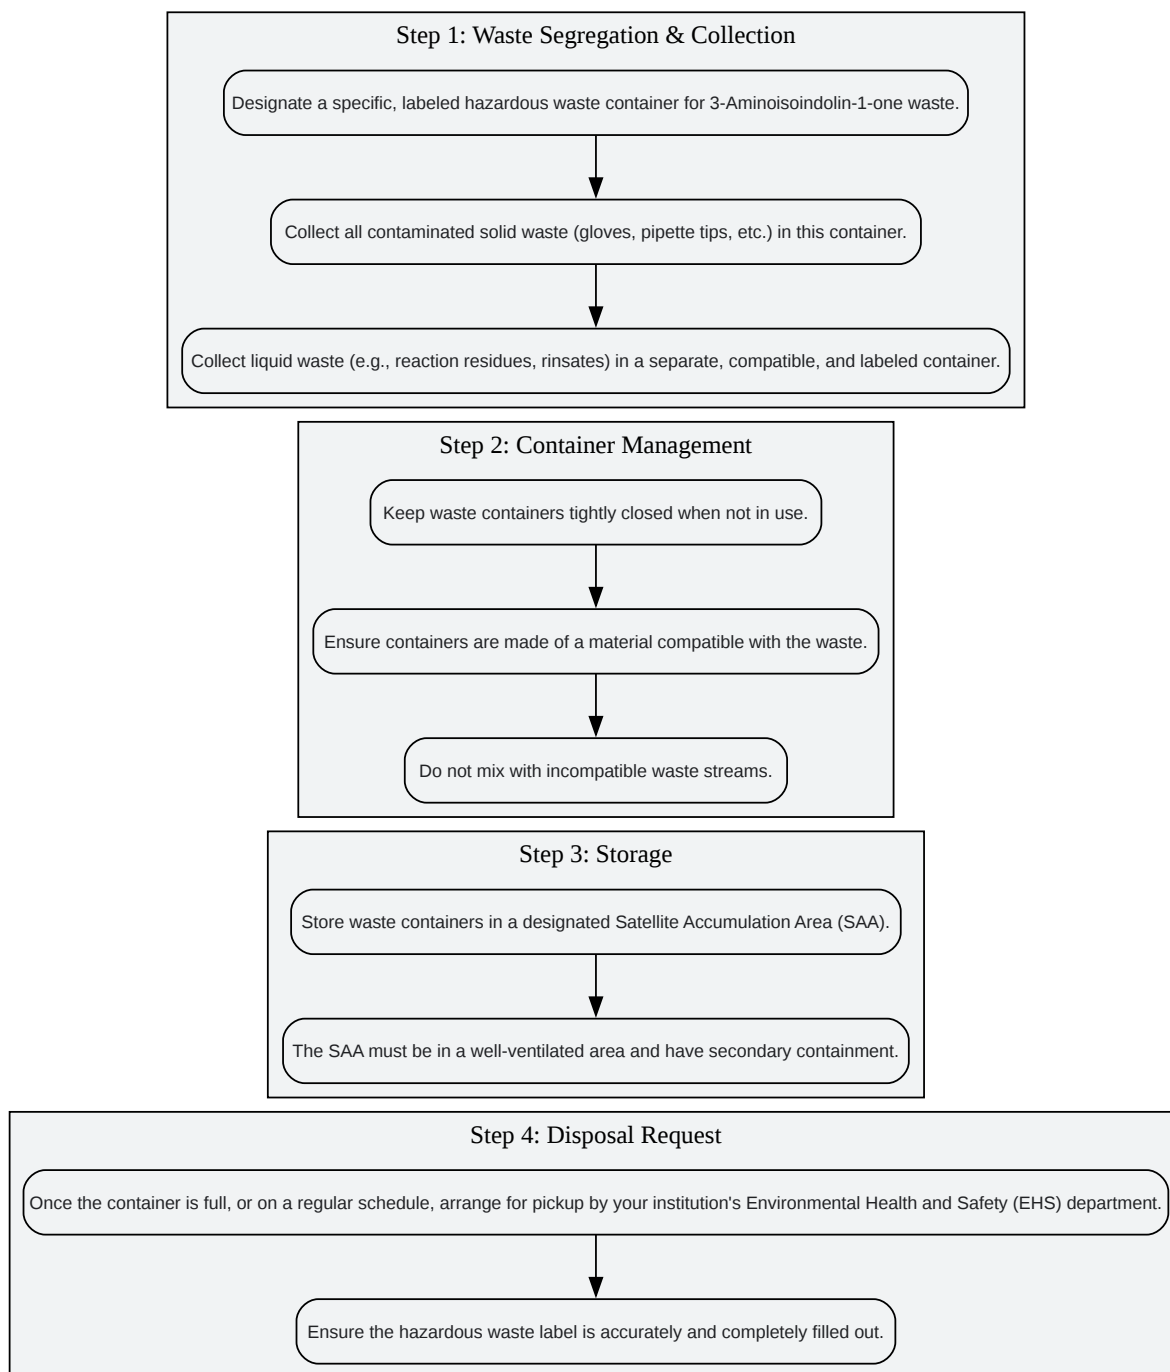 Step 1: Waste Segregation & Collection
Designate a specific, labeled hazardous waste container for 3-Aminoisoindolin-1-one waste.
Collect all contaminated solid waste (gloves, pipette tips, etc.) in this container.
Collect liquid waste (e.g., reaction residues, rinsates) in a separate, compatible, and labeled container.
Step 2: Container Management
Keep waste containers tightly closed when not in use.
Ensure containers are made of a material compatible with the waste.
Do not mix with incompatible waste streams.
Step 3: Storage
Store waste containers in a designated Satellite Accumulation Area (SAA).
The SAA must be in a well-ventilated area and have secondary containment.
Step 4: Disposal Request
Once the container is full, or on a regular schedule, arrange for pickup by your institution's Environmental Health and Safety (EHS) department.
Ensure the hazardous waste label is accurately and completely filled out.